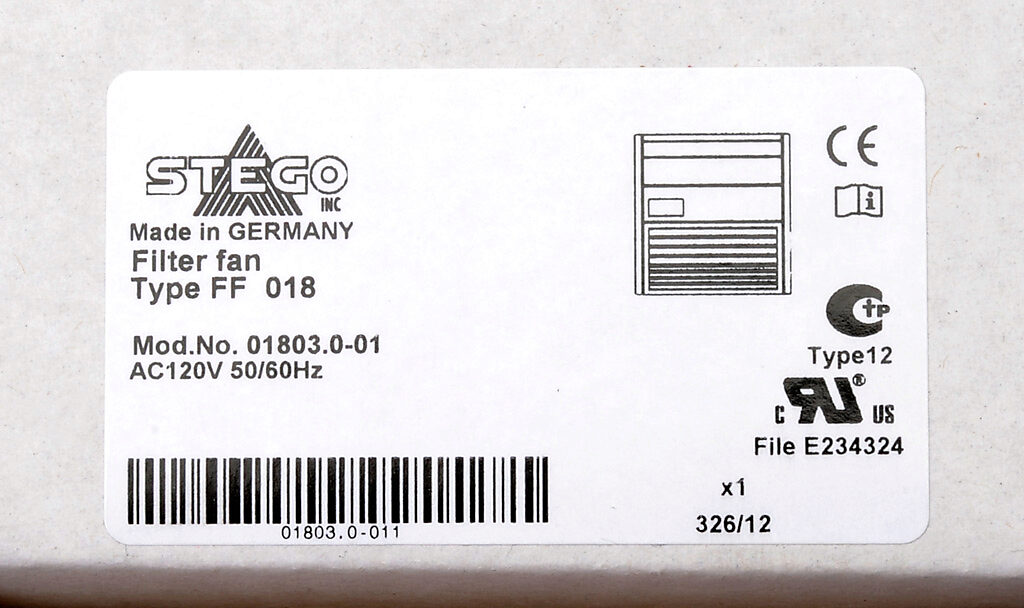 STEGO
INC
Made in GERMANY
Filter fan
Type FF 018
Mod.No. 01803.0-01
AC120V 50/60Hz
01803.0-011
CE
i
C tP
Type12
C RU® US
File E234324
x1
326/12